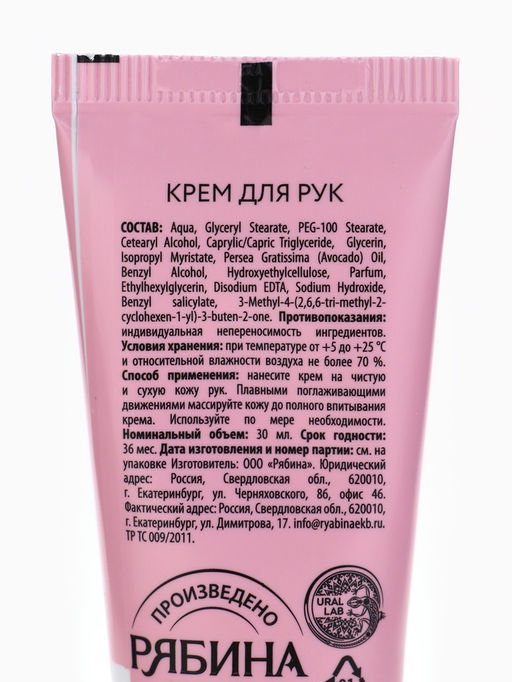 КРЕМ ДЛЯ РУК
СОСТАВ: Aqua, Glyceryl Stearate, PEG-100 Stearate,
Cetearyl Alcohol, Caprylic/Capric Triglyceride, Glycerin,
Isopropyl Myristate, Persea Gratissima (Avocado) Oil,
Benzyl Alcohol, Hydroxyethylcellulose, Parfum,
Ethylhexylglycerin, Disodium EDTA, Sodium Hydroxide,
Benzyl salicylate, 3-Methyl-4-(2,6,6-tri-methyl-2-
cyclohexen-1-yl)-3-buten-2-one. Противопоказания:
индивидуальная непереносимость ингредиентов.
Условия хранения: при температуре от +5 до +25 °С
и относительной влажности воздуха не более 70 %.
Способ применения: нанесите крем на чистую
и сухую кожу рук. Плавными поглаживающими
движениями массируйте кожу до полного впитывания
крема. Используйте по мере необходимости.
Номинальный объем: 30 мл. Срок годности:
36 мес. Дата изготовления и номер партии: см. на
упаковке Изготовитель: ООО «Рябина». Юридический
адрес: Россия, Свердловская обл., 620010,
г. Екатеринбург, ул. Черняховского, 86, офис 46.
Фактический адрес: Россия, Свердловская обл., 620010,
г. Екатеринбург, ул. Димитрова, 17. info@ryabinaekb.ru.
ТР ТС 009/2011.
ПРОИЗВЕДЕНО
РЯБИНА
URAL
LAB